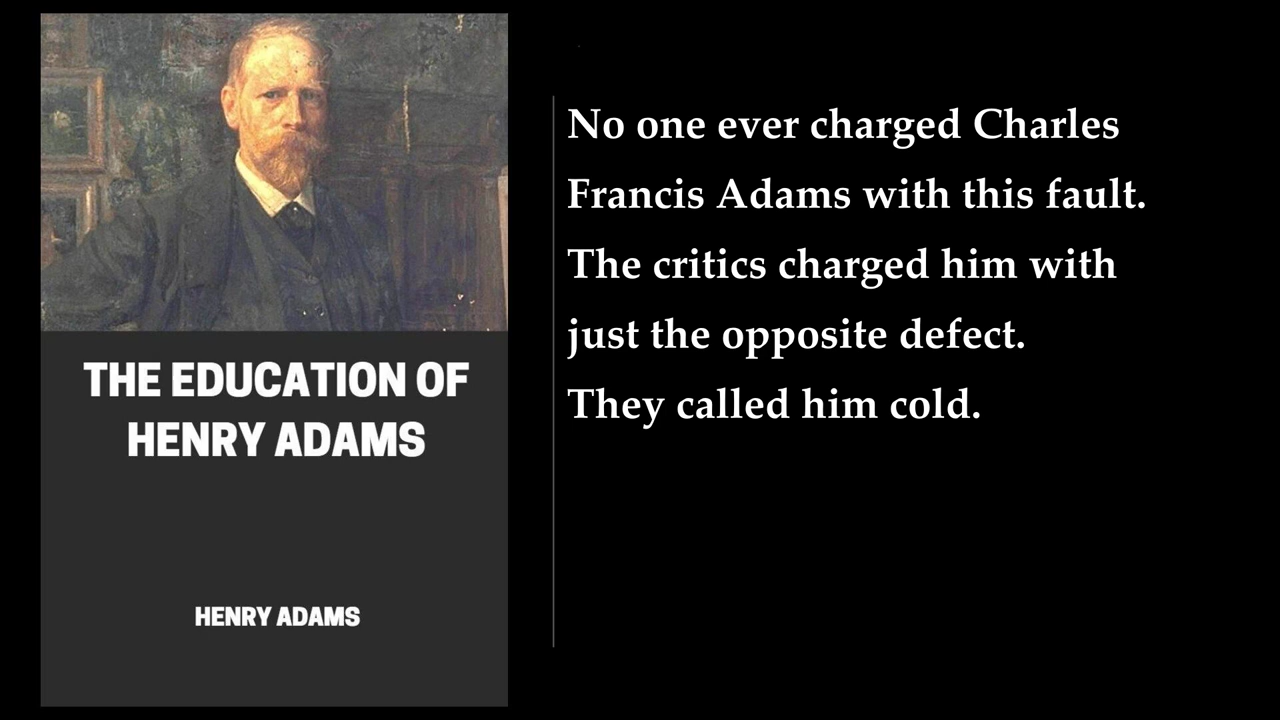 THE EDUCATION OF
HENRY ADAMS
HENRY ADAMS
No one ever charged Charles
Francis Adams with this fault.
The critics charged him with
just the opposite defect.
They called him cold.